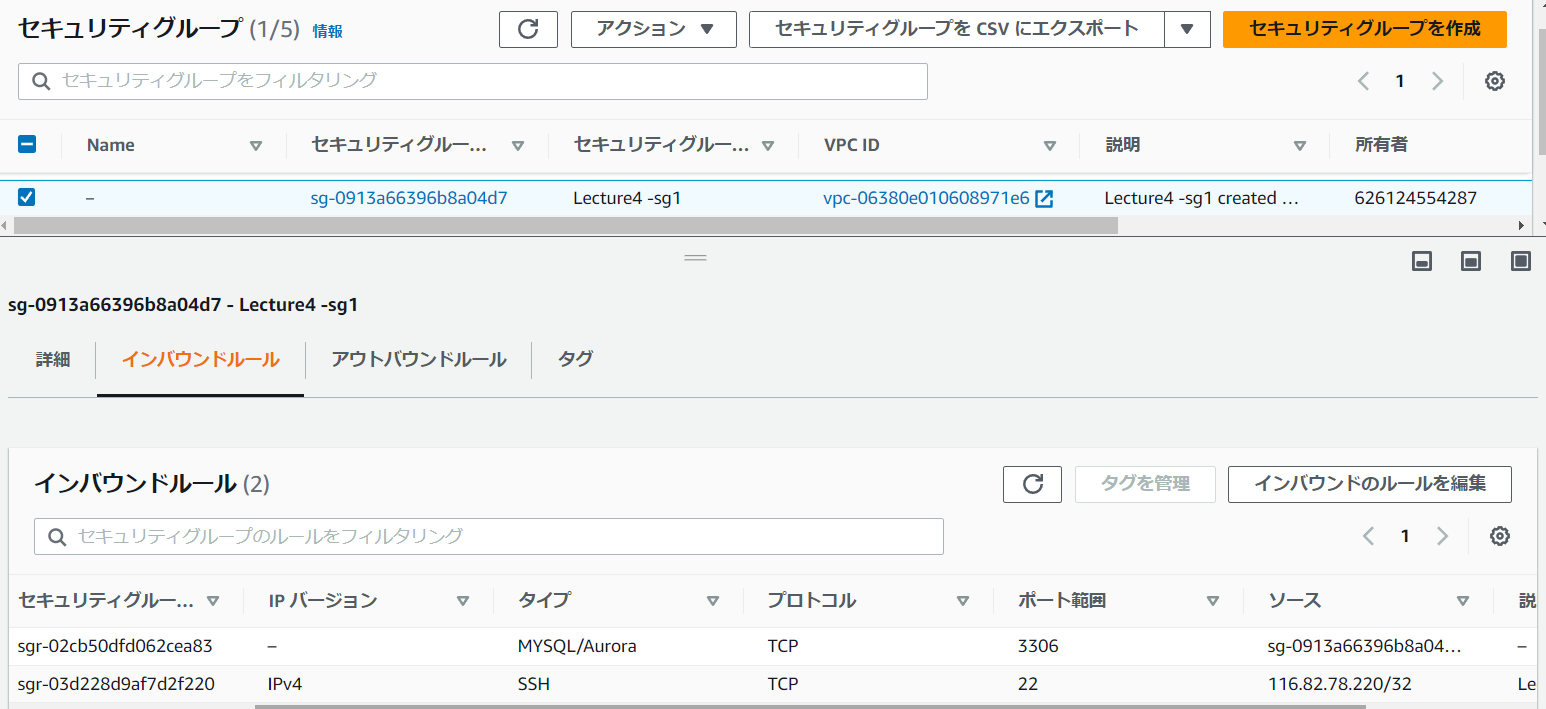 セキュリティグループ (1/5) 情報 アクション セキュリティグループを CSV にエクスポート セキュリティグループを作成
セキュリティグループをフィルタリング 1
Name セキュリティグルー... セキュリティグルー... VPC ID 説明 所有者
– sg-0913a66396b8a04d7 Lecture4 -sg1 vpc-06380e010608971e6 Lecture4 -sg1 created ... 626124554287
sg-0913a66396b8a04d7 - Lecture4 -sg1
詳細 インバウンドルール アウトバウンドルール タグ
インバウンドルール (2) タグを管理 インバウンドのルールを編集
セキュリティグループのルールをフィルタリング 1
セキュリティグルー... IP バージョン タイプ プロトコル ポート範囲 ソース 説
sgr-02cb50dfd062cea83 – MYSQL/Aurora TCP 3306 sg-0913a66396b8a04... –
sgr-03d228d9af7d2f220 IPv4 SSH TCP 22 116.82.78.220/32 Le